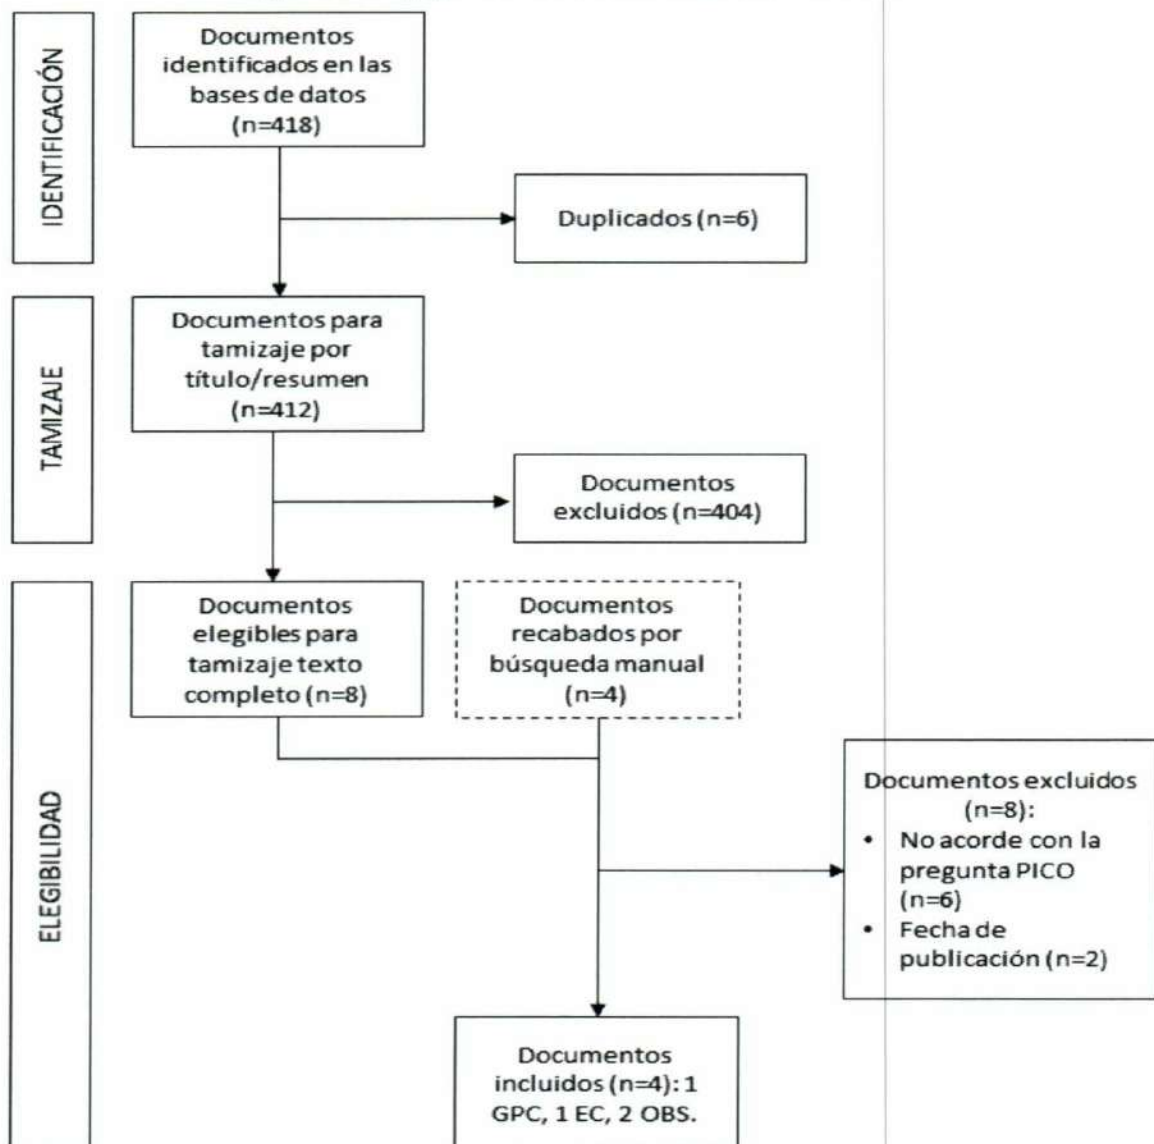 IDENTIFICACIÓN
Documentos
identificados en las
bases de datos
(n=418)
Duplicados (n=6)
TAMIZAJE
Documentos para
tamizaje por
título/resumen
(n=412)
Documentos
excluidos (n=404)
ELEGIBILIDAD
Documentos
elegibles para
tamizaje texto
completo (n=8)
Documentos
recabados por
búsqueda manual
(n=4)
Documentos excluidos
(n=8):
• No acorde con la
pregunta PICO
(n=6)
• Fecha de
publicación (n=2)
Documentos
incluidos (n=4): 1
GPC, 1 EC, 2 OBS.